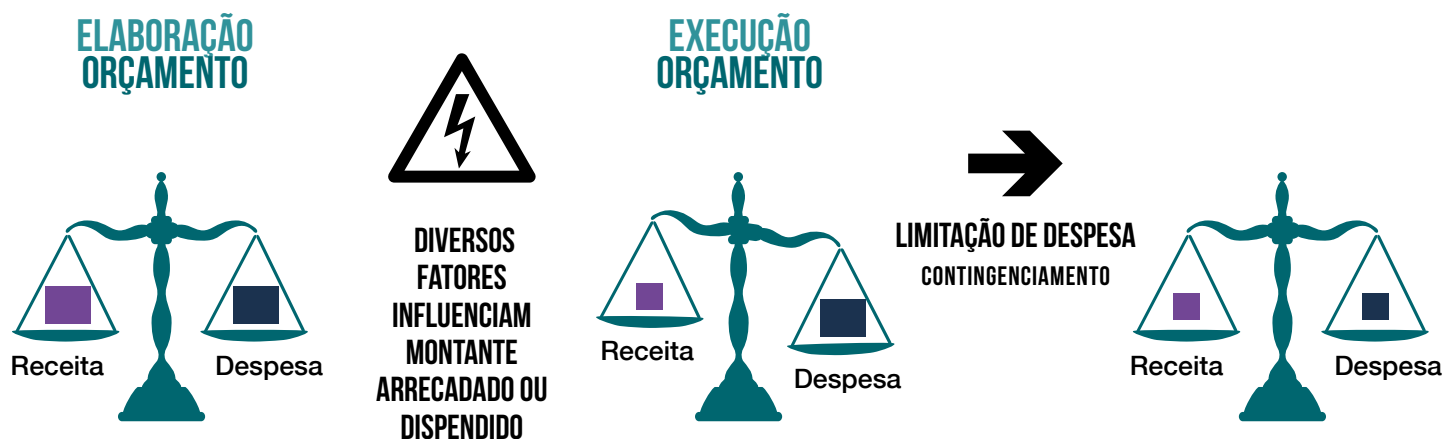 ELABORAÇÃO
ORÇAMENTO
Receita
Despesa
DIVERSOS
FATORES
INFLUENCIAM
MONTANTE
ARRECADADO OU
DISPENDIDO
EXECUÇÃO
ORÇAMENTO
Receita
Despesa
LIMITAÇÃO DE DESPESA
CONTINGENCIAMENTO
Receita
Despesa